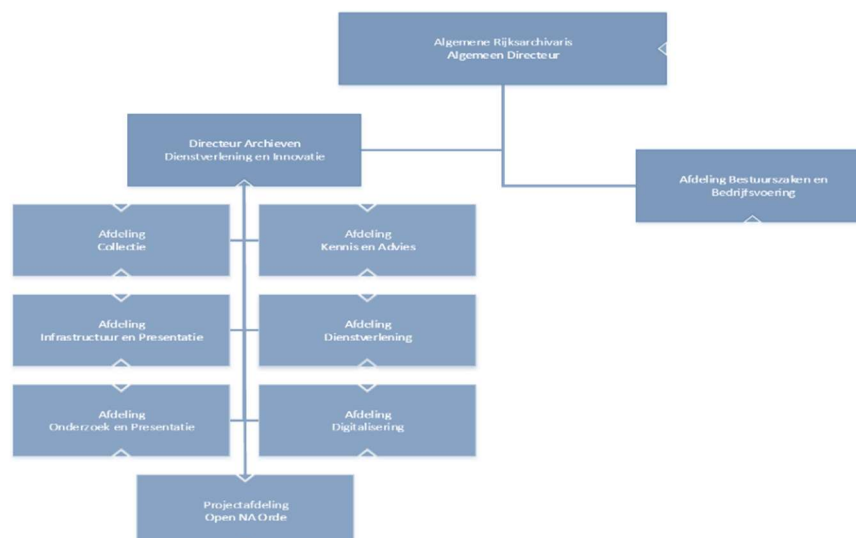 Algemene Rijksarchivaris
Algemeen Directeur
Directeur Archieven
Dienstverlening en Innovatie
Afdeling Bestuurszaken en
Bedrijfsvoering
Afdeling
Collectie
Afdeling
Kennis en Advies
Afdeling
Infrastructuur en Presentatie
Afdeling
Dienstverlening
Afdeling
Onderzoek en Presentatie
Afdeling
Digitalisering
Projectafdeling
Open NA Orde